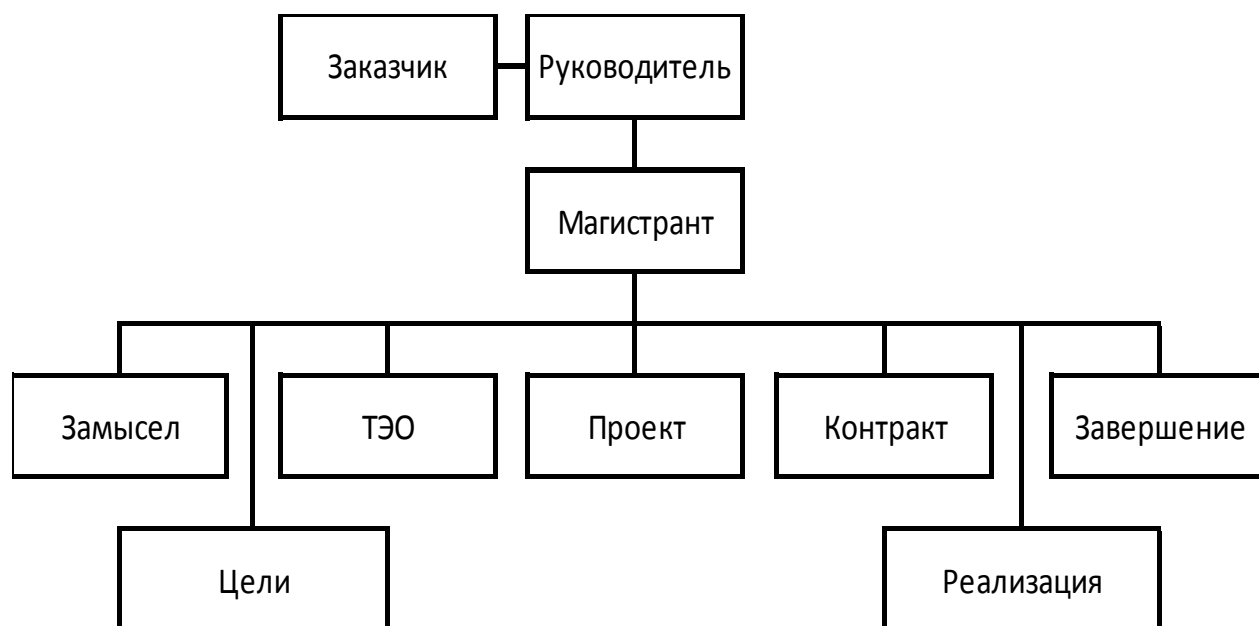 Заказчик
Руководитель
Магистрант
Замысел
ТЭО
Проект
Контракт
Завершение
Цели
Реализация